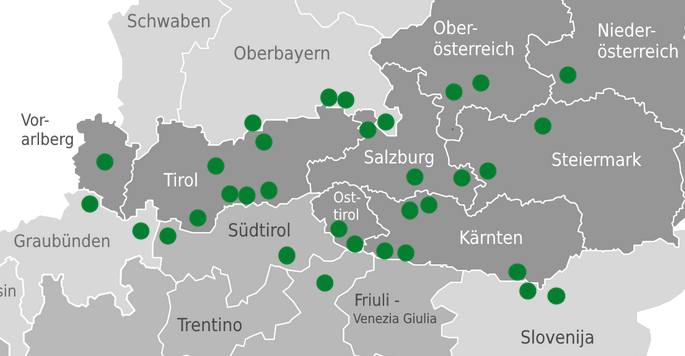 Schwaben
Ober-
österreich
Nieder-
österreich
Oberbayern
Vor-
arlberg
Salzburg
Steiermark
Tirol
Ost-
tirol
Südtirol
Kärnten
Graubünden
sin
Friuli -
Venezia Giulia
Trentino
Slovenija